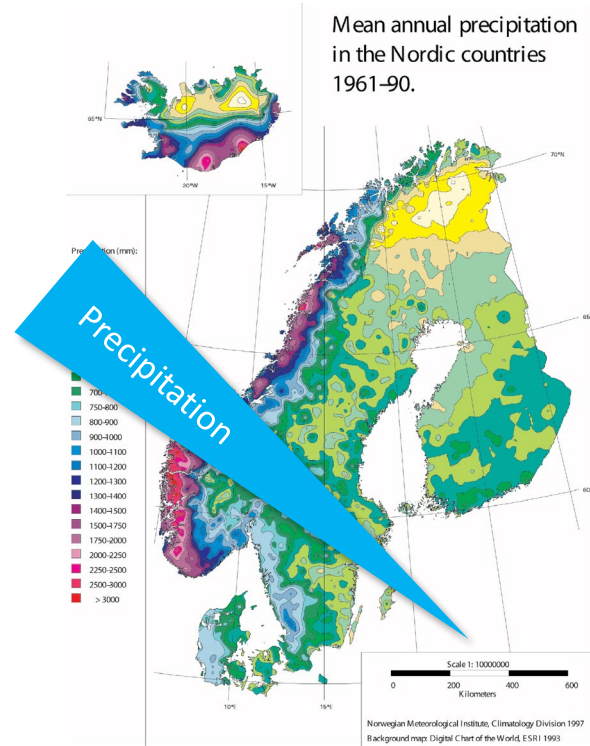 Mean annual precipitation
in the Nordic countries
1961–90.
65°N
20°W
15°W
70°N
Precipitation
700-
750-800
800-900
900-1000
1000-1100
1100-1200
1200-1300
1300-1400
1400-1500
1500-1750
1750-2000
2000-2250
2250-2500
2500-3000
> 3000
10°E
15°E
Scale 1: 10000000
0 200 400 600
Kilometers
Norwegian Meteorological Institute, Climatology Division 1997
Background map: Digital Chart of the World, ESRI 1993